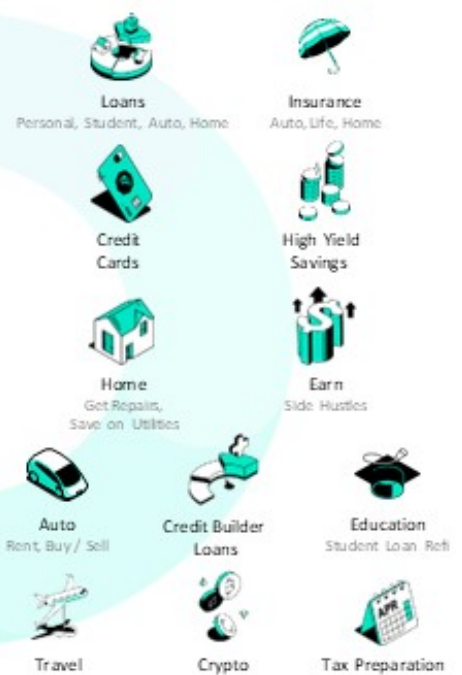 Loans
Personal, Student, Auto, Home
Insurance
Auto, Life, Home
Credit
Cards
High Yield
Savings
Home
Get Repairs,
Save on Utilities
Earn
Side Hustles
Auto
Rent, Buy / Sell
Credit Builder
Loans
Education
Student Loan Refi
Travel
Crypto
APR
Tax Preparation